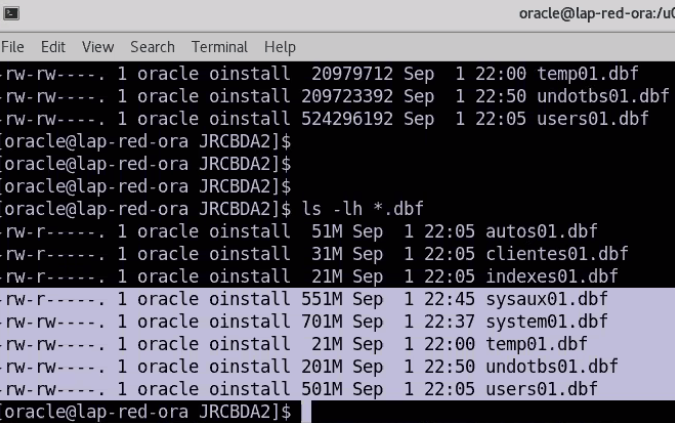 oracle@lap-red-ora:/u0
File Edit View Search Terminal Help
-rw-rw----. 1 oracle oinstall  20979712 Sep  1 22:00 temp01.dbf
-rw-rw----. 1 oracle oinstall 209723392 Sep  1 22:50 undotbs01.dbf
-rw-rw----. 1 oracle oinstall 524296192 Sep  1 22:05 users01.dbf
[oracle@lap-red-ora JRCBDA2]$
[oracle@lap-red-ora JRCBDA2]$
[oracle@lap-red-ora JRCBDA2]$
[oracle@lap-red-ora JRCBDA2]$ ls -lh *.dbf
-rw-r-----. 1 oracle oinstall  51M Sep  1 22:05 autos01.dbf
-rw-r-----. 1 oracle oinstall  31M Sep  1 22:05 clientes01.dbf
-rw-r-----. 1 oracle oinstall  21M Sep  1 22:05 indexes01.dbf
-rw-r-----. 1 oracle oinstall 551M Sep  1 22:45 sysaux01.dbf
-rw-rw----. 1 oracle oinstall 701M Sep  1 22:37 system01.dbf
-rw-rw----. 1 oracle oinstall  21M Sep  1 22:00 temp01.dbf
-rw-rw----. 1 oracle oinstall 201M Sep  1 22:50 undotbs01.dbf
-rw-rw----. 1 oracle oinstall 501M Sep  1 22:05 users01.dbf
[oracle@lap-red-ora JRCBDA2]$